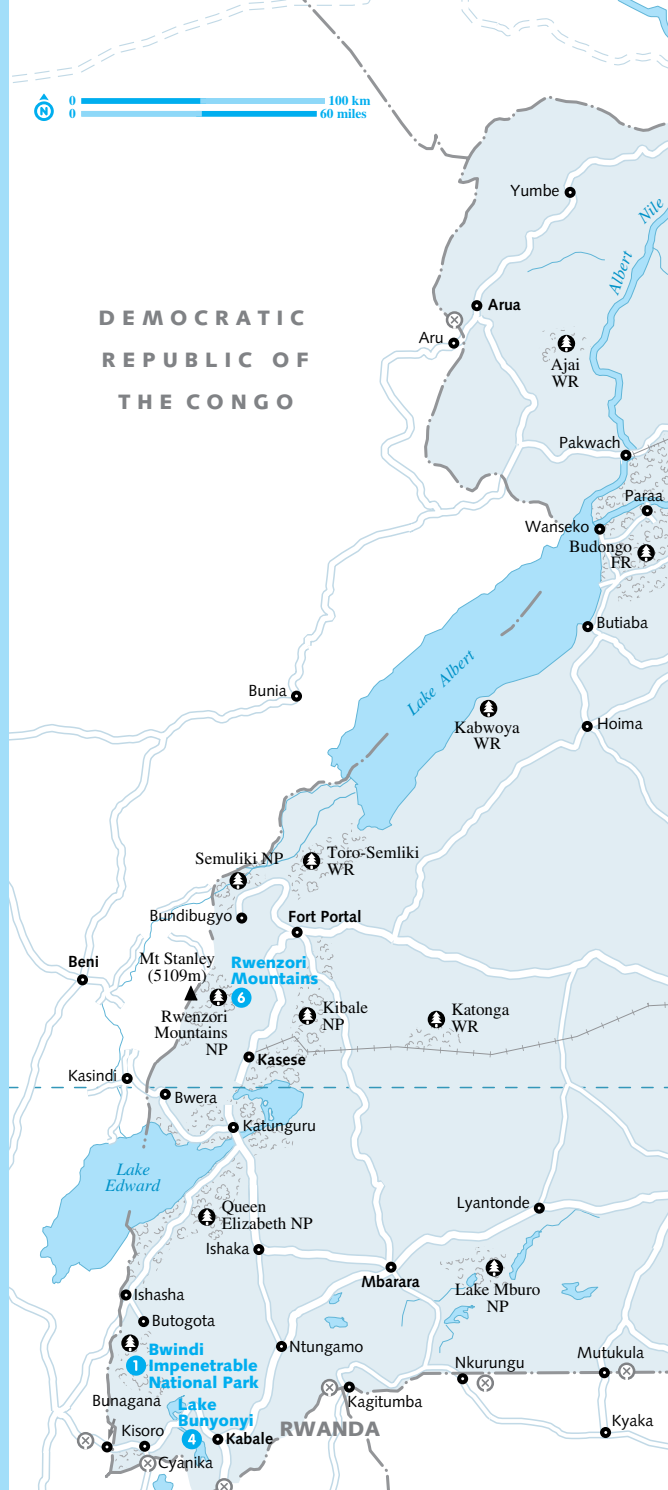 N
0 100 km
0 60 miles
Yumbe
Albert Nile
Arua
DEMOCRATIC
REPUBLIC OF
THE CONGO
Aru
Ajai
WR
Pakwach
Paraa
Wanseko
Budongo
FR
Butiaba
Lake Albert
Bunia
Kabwoya
WR
Hoima
Semuliki NP
Toro-Semliki
WR
Bundibugyo
Fort Portal
Beni
Mt Stanley
(5109m)
Rwenzori
Mountains
6
Rwenzori
Mountains
NP
Kibale
NP
Katonga
WR
Kasese
Kasindi
Bwera
Katunguru
Lake
Edward
Queen
Elizabeth NP
Lyantonde
Ishaka
Mbarara
Lake Mburo
NP
Ishasha
Butogota
1
Bwindi
Impenetrable
National Park
Ntungamo
Nkurungu
Mutukula
Bunagana
Kagitumba
Lake
Bunyonyi
4
RWANDA
Kisoro
Kabale
Kyaka
Cyanika